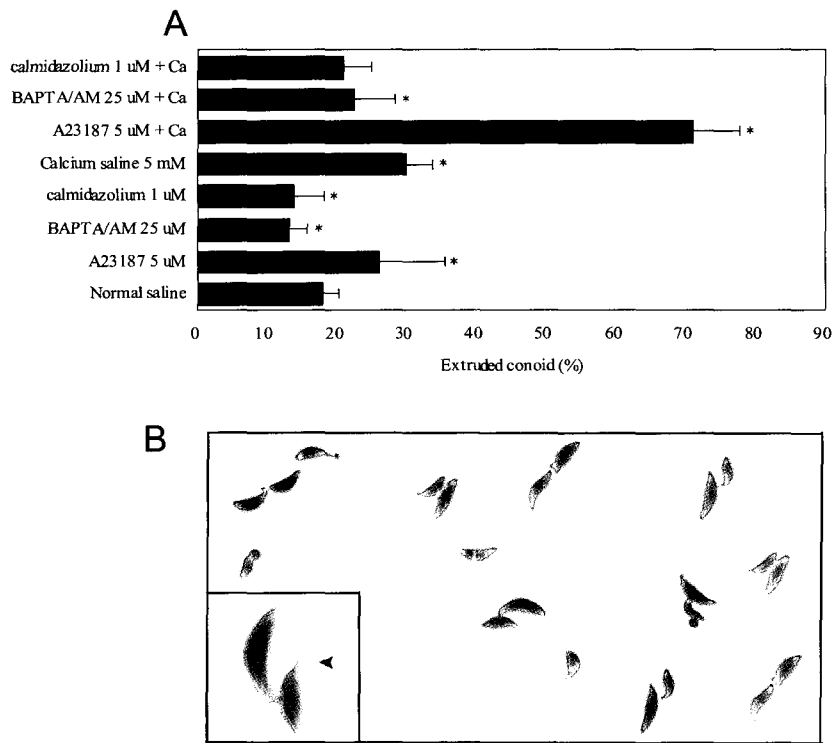 A
calmidazolium 1 uM + Ca
BAPTA/AM 25 uM + Ca
*
A23187 5 uM + Ca
*
Calcium saline 5 mM
*
calmidazolium 1 uM
*
BAPTA/AM 25 uM
*
A23187 5 uM
*
Normal saline
0 10 20 30 40 50 60 70 80 90
Extruded conoid (%)
B